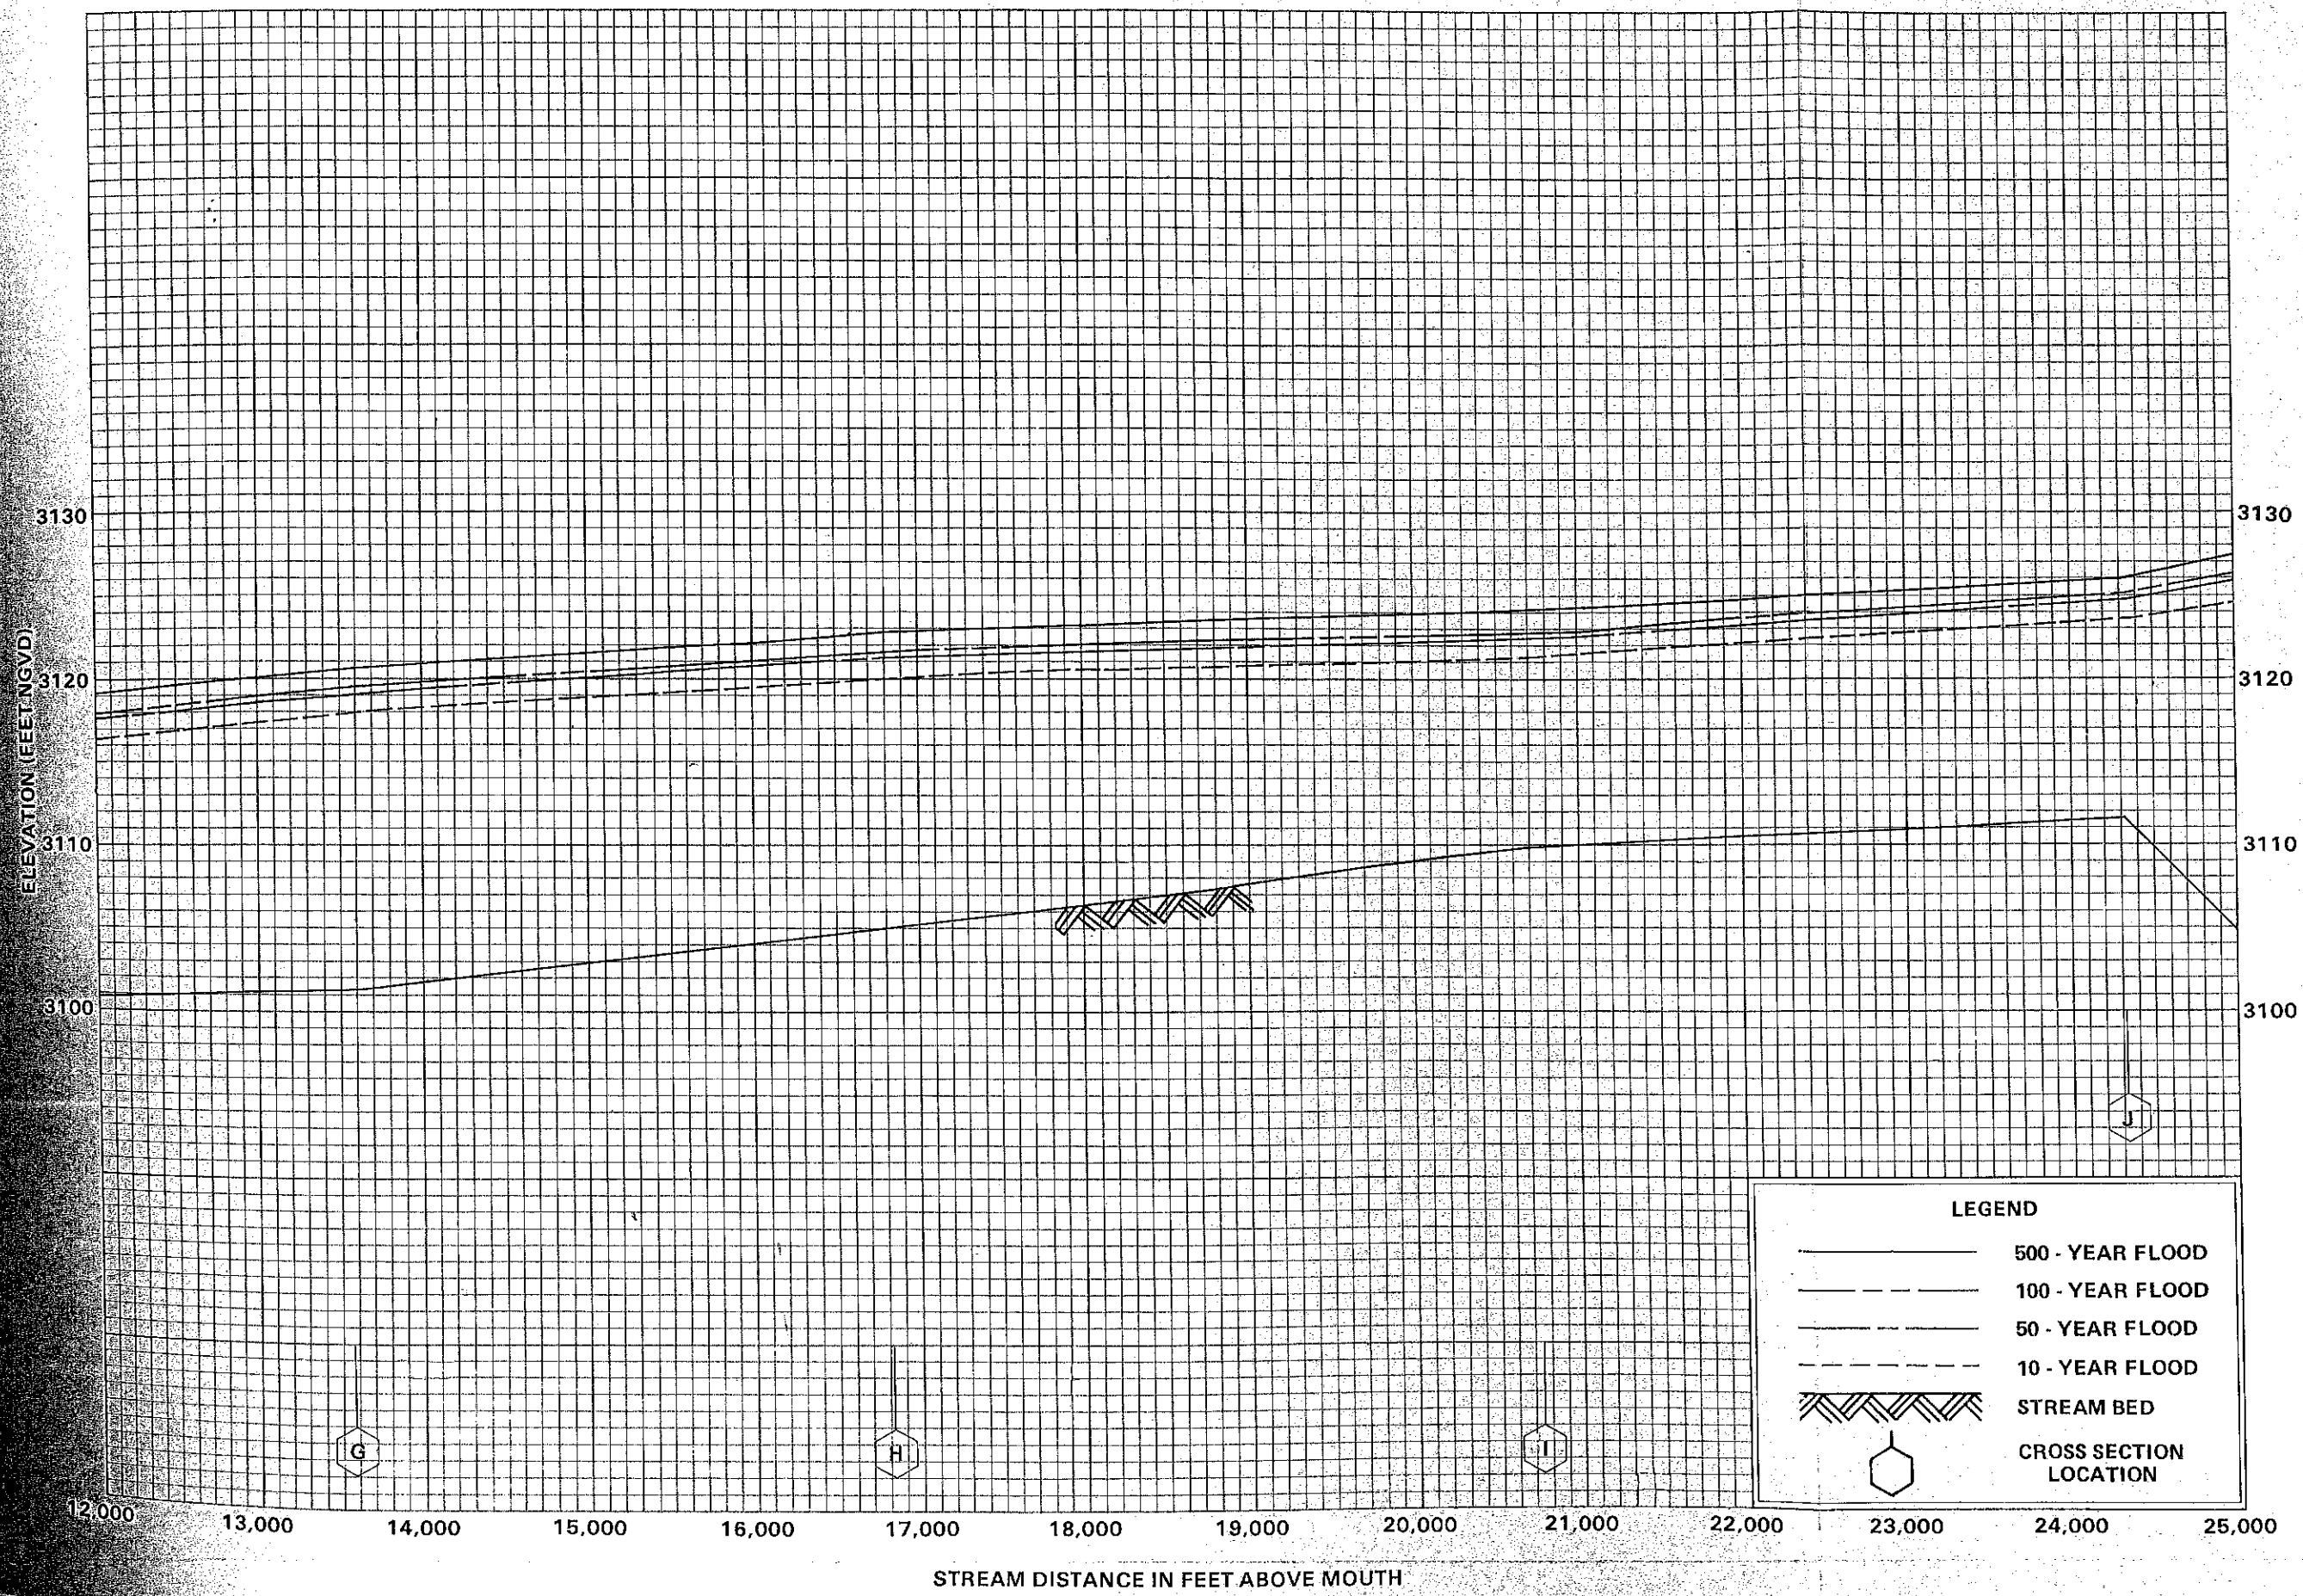 3130
3120
3110
3100
ELEVATION (FEET NGVD)
3130
3120
3110
3100
G
H
I
J
LEGEND
500 - YEAR FLOOD
100 - YEAR FLOOD
50 - YEAR FLOOD
10 - YEAR FLOOD
STREAM BED
CROSS SECTION
LOCATION
12,000
13,000
14,000
15,000
16,000
17,000
18,000
19,000
20,000
21,000
22,000
23,000
24,000
25,000
STREAM DISTANCE IN FEET ABOVE MOUTH